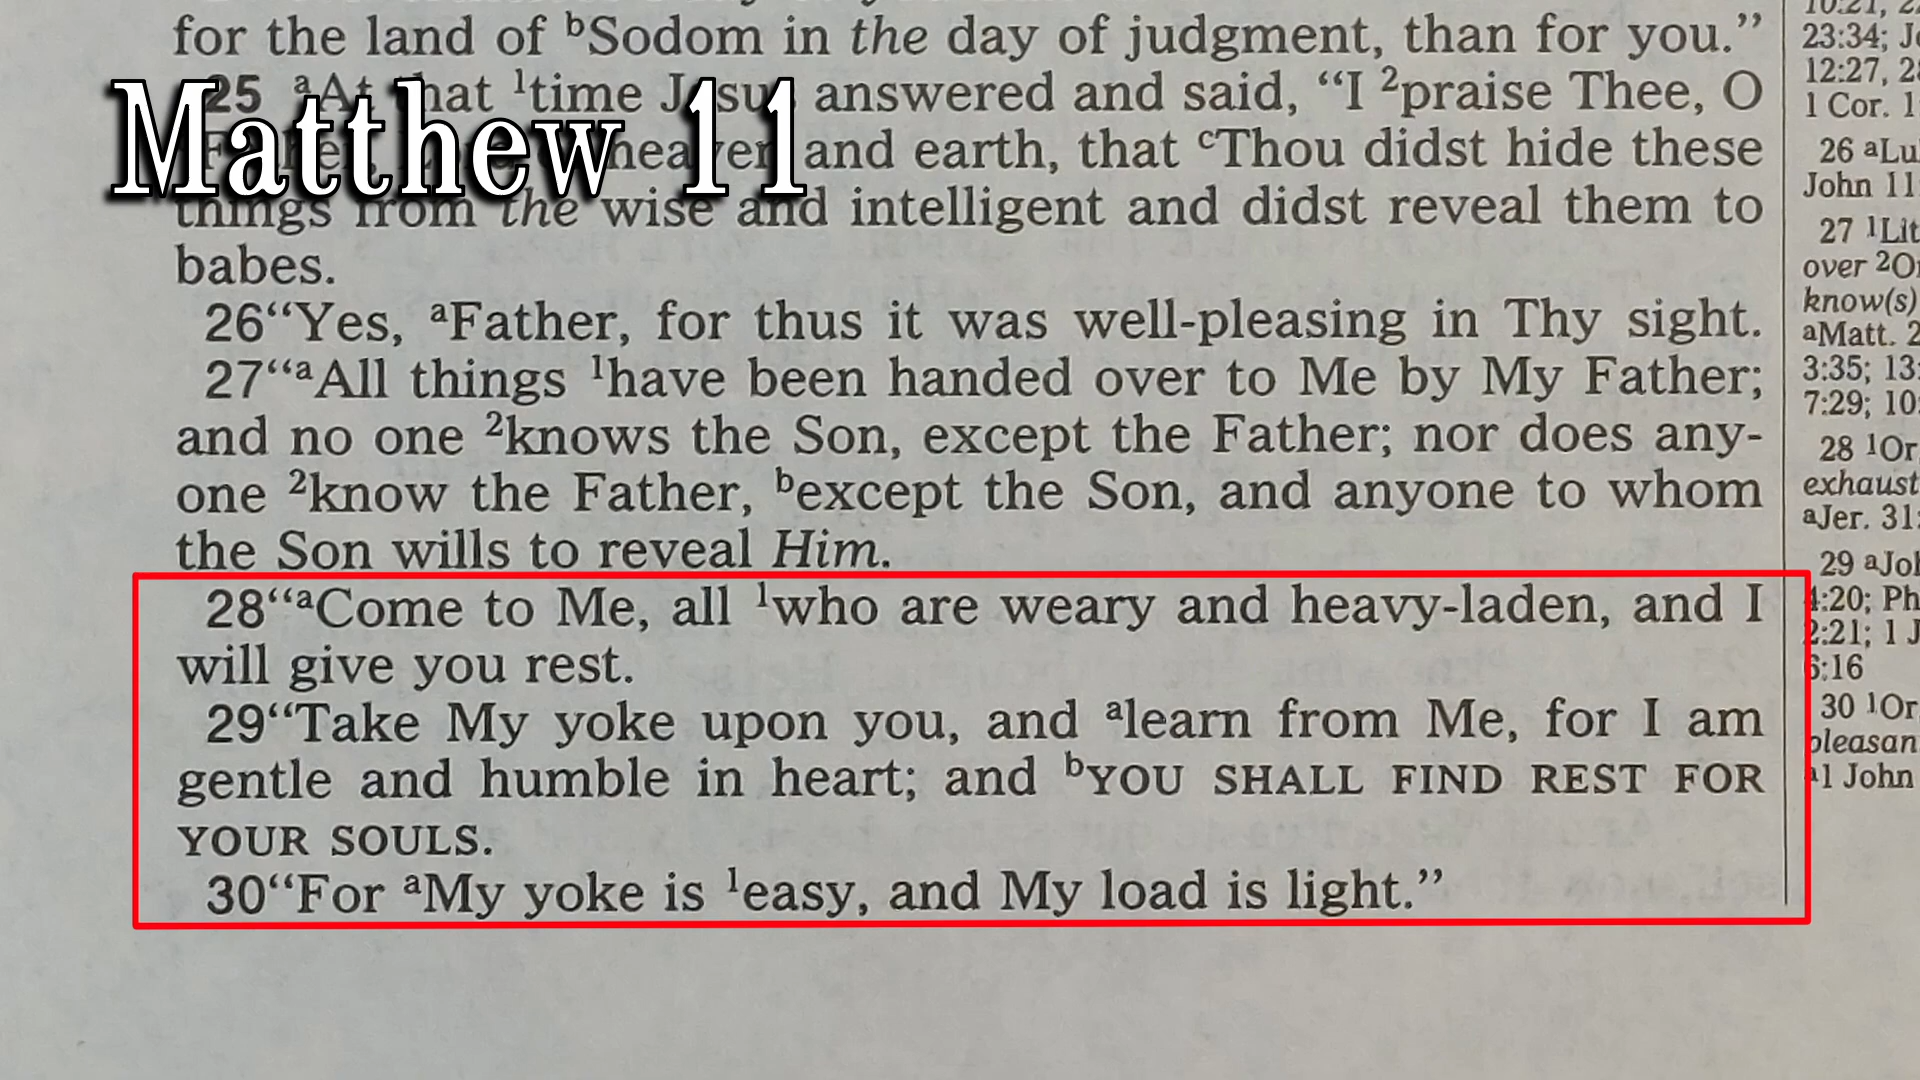 for the land of bSodom in the day of judgment, than for you.”
Matthew 11
25 aAt that 1time Jesus answered and said, “I 2praise Thee, O
heaven and earth, that cThou didst hide these
things from the wise and intelligent and didst reveal them to
babes.
26“Yes, aFather, for thus it was well-pleasing in Thy sight.
27“aAll things 1have been handed over to Me by My Father;
and no one 2knows the Son, except the Father; nor does any-
one 2know the Father, bexcept the Son, and anyone to whom
the Son wills to reveal Him.
28“aCome to Me, all 1who are weary and heavy-laden, and I
will give you rest.
29“Take My yoke upon you, and alearn from Me, for I am
gentle and humble in heart; and bYOU SHALL FIND REST FOR
YOUR SOULS.
30“For aMy yoke is 1easy, and My load is light.”
23:34;
12:27,
1 Cor.
26
John 11
27
over
know(s)
aMatt.
3:35;
7:29;
28 1Or
exhaust
aJer.
29
4:20;
2:21; 1
6:16
30 1Or
pleasan
a1 John